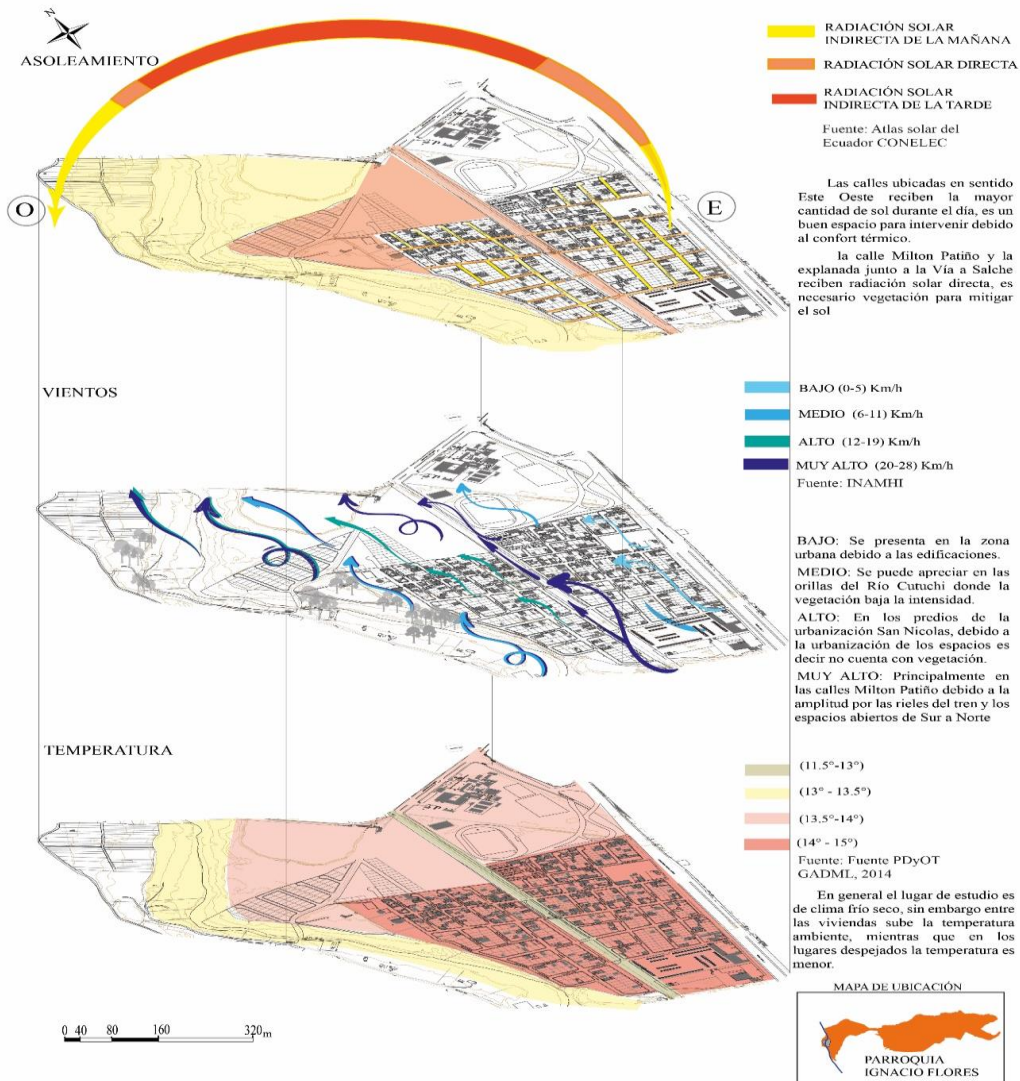 N
ASOLEAMIENTO
O
E
RADIACIÓN SOLAR
INDIRECTA DE LA MAÑANA
RADIACIÓN SOLAR DIRECTA
RADIACIÓN SOLAR
INDIRECTA DE LA TARDE
Fuente: Atlas solar del
Ecuador CONELEC
Las calles ubicadas en sentido
Este Oeste reciben la mayor
cantidad de sol durante el día, es un
buen espacio para intervenir debido
al confort térmico.
la calle Milton Patiño y la
explanada junto a la Vía a Salche
reciben radiación solar directa, es
necesario vegetación para mitigar
el sol
VIENTOS
BAJO (0-5) Km/h
MEDIO (6-11) Km/h
ALTO (12-19) Km/h
MUY ALTO (20-28) Km/h
Fuente: INAMHI
BAJO: Se presenta en la zona
urbana debido a las edificaciones.
MEDIO: Se puede apreciar en las
orillas del Río Cutuchi donde la
vegetación baja la intensidad.
ALTO: En los predios de la
urbanización San Nicolas, debido a
la urbanización de los espacios es
decir no cuenta con vegetación.
MUY ALTO: Principalmente en
las calles Milton Patiño debido a la
amplitud por las rieles del tren y los
espacios abiertos de Sur a Norte
TEMPERATURA
(11.5°-13°)
(13° - 13.5°)
(13.5°-14°)
(14° - 15°)
Fuente: Fuente PDyOT
GADML, 2014
En general el lugar de estudio es
de clima frío seco, sin embargo entre
las viviendas sube la temperatura
ambiente, mientras que en los
lugares despejados la temperatura es
menor.
MAPA DE UBICACIÓN
PARROQUIA
IGNACIO FLORES
0 40 80 160 320m